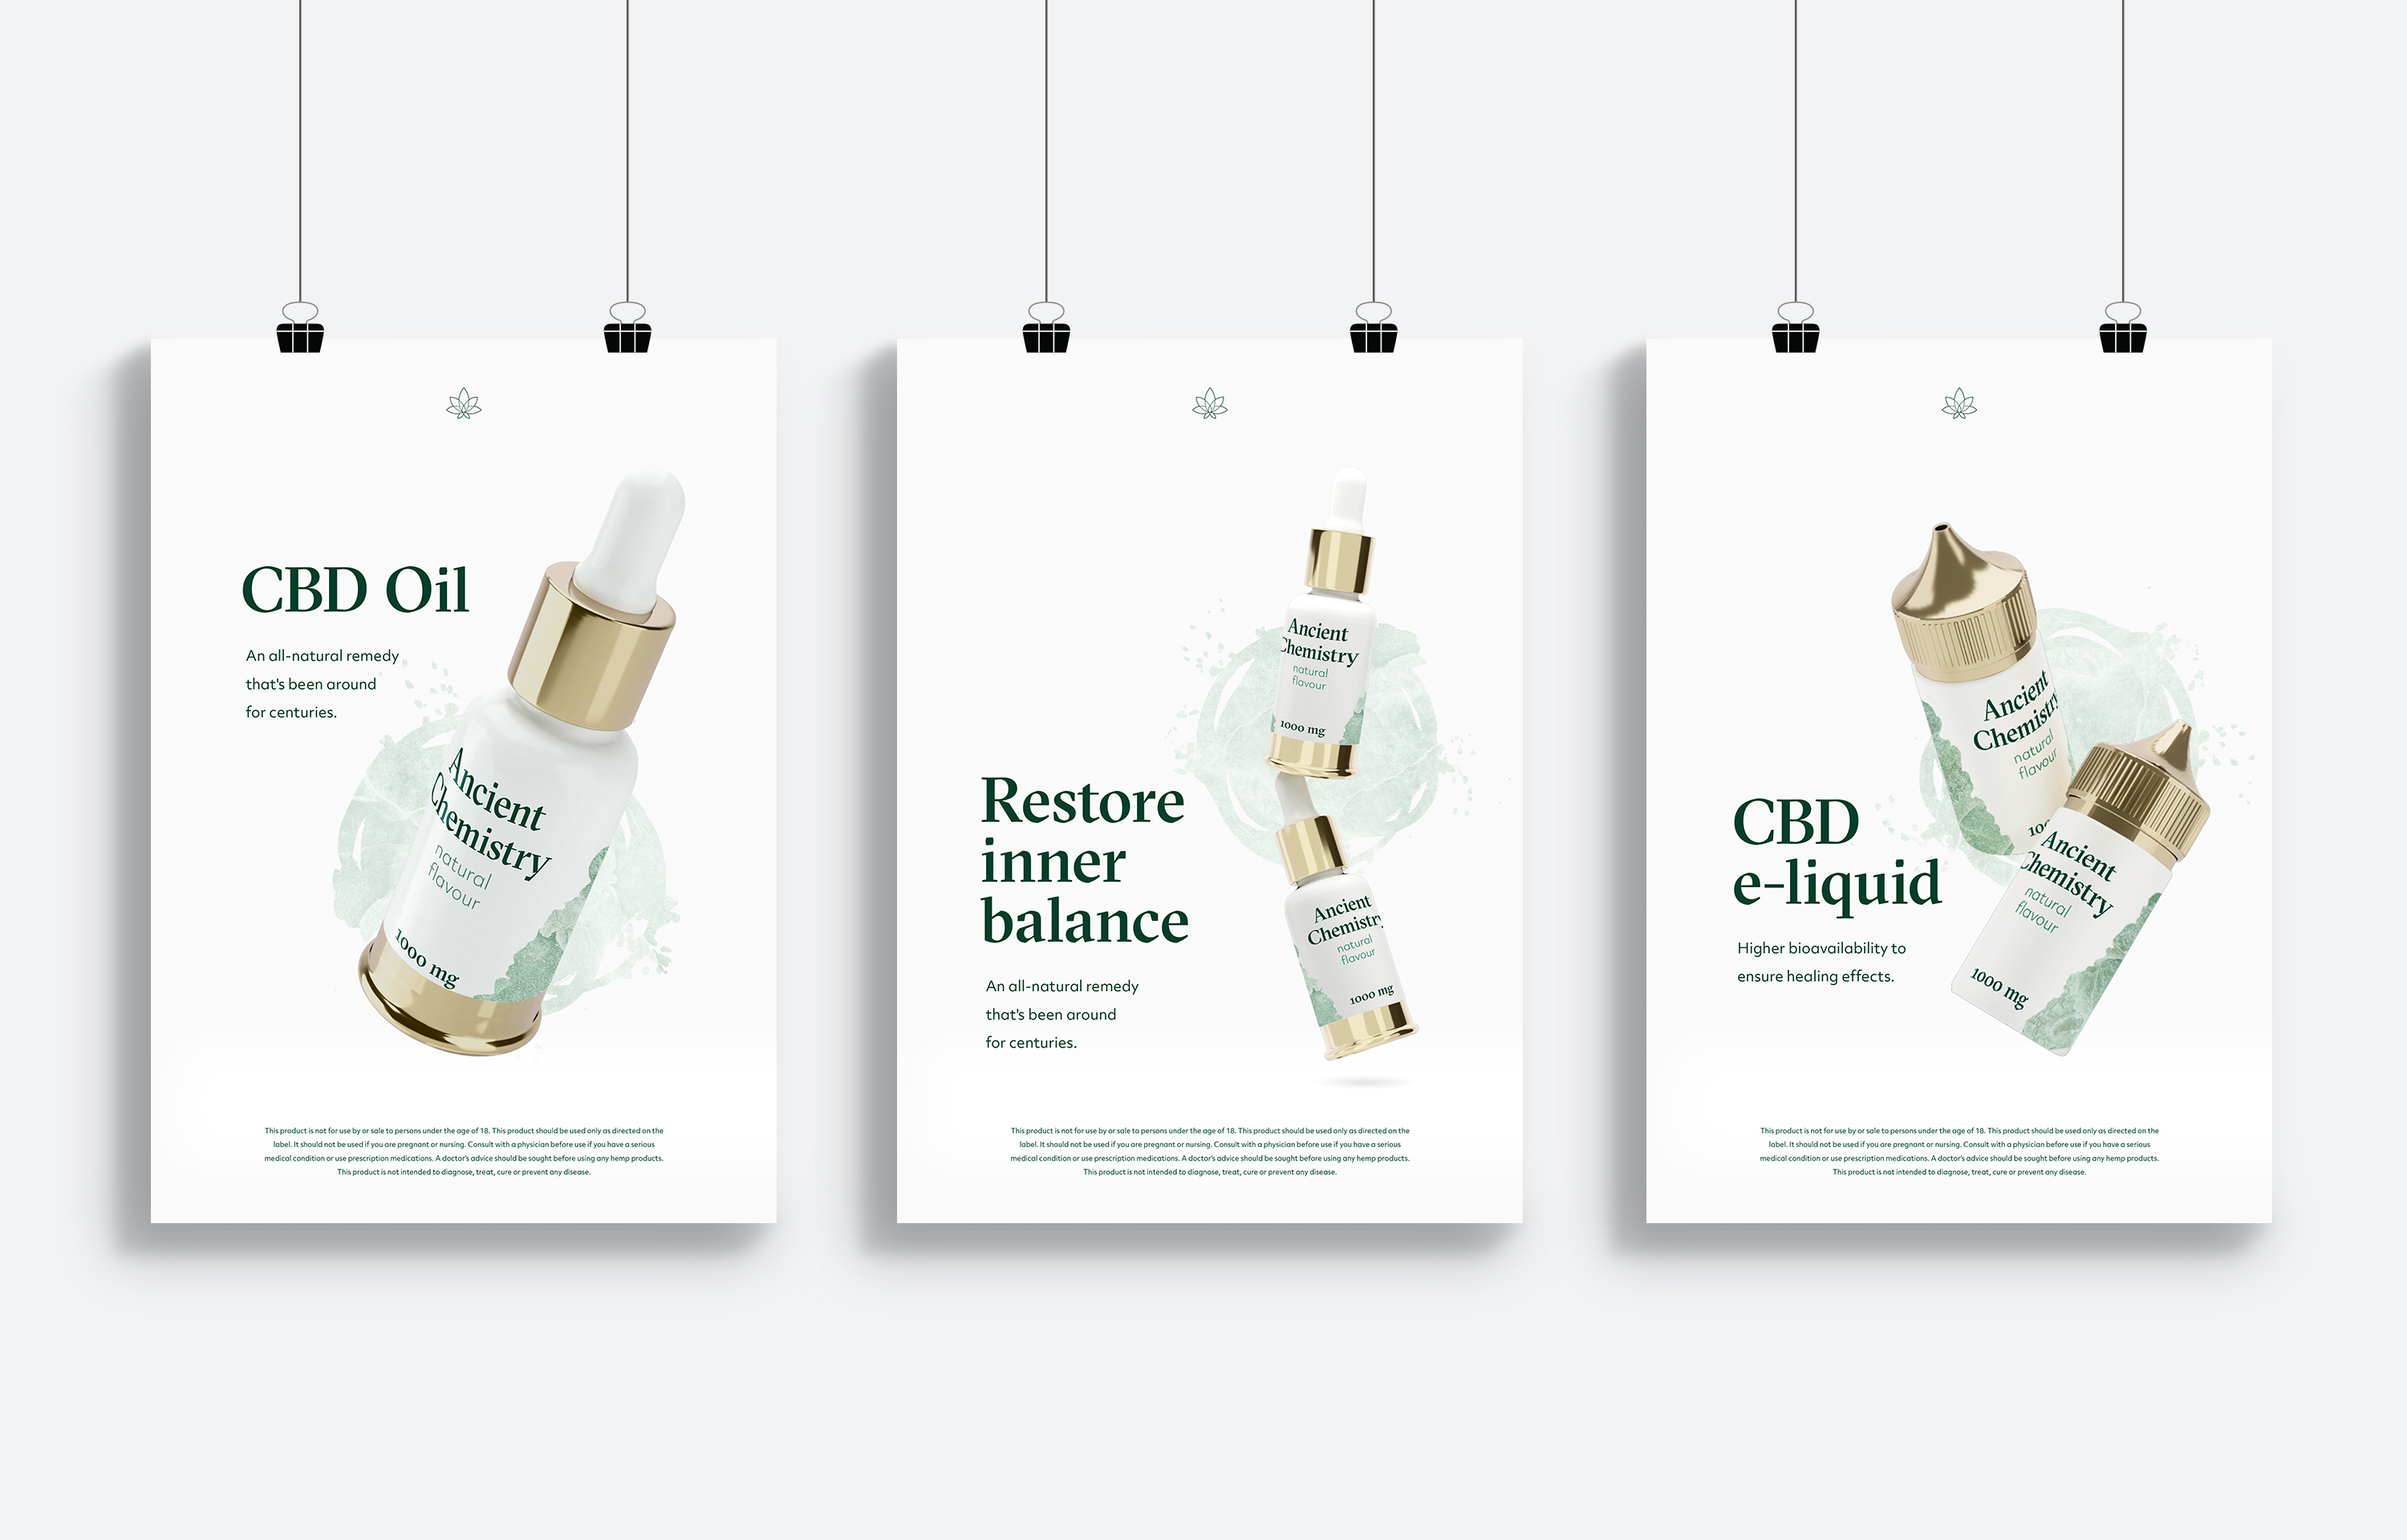 CBD Oil
An all-natural remedy
that's been around
for centuries.
Ancient
Chemistry
natural
flavour
1000 mg
This product is not for use by or sale to persons under the age of 18. This product should be used only as directed on the
label. It should not be used if you are pregnant or nursing. Consult with a physician before use if you have a serious
medical condition or use prescription medications. A doctor's advice should be sought before using any hemp products.
This product is not intended to diagnose, treat, cure or prevent any disease.
Ancient
Chemistry
natural
flavour
1000 mg
Restore
inner
balance
An all-natural remedy
that's been around
for centuries.
Ancient
Chemistry
natural
flavour
1000 mg
This product is not for use by or sale to persons under the age of 18. This product should be used only as directed on the
label. It should not be used if you are pregnant or nursing. Consult with a physician before use if you have a serious
medical condition or use prescription medications. A doctor's advice should be sought before using any hemp products.
This product is not intended to diagnose, treat, cure or prevent any disease.
Ancient
Chemistry
natural
flavour
100
CBD
e-liquid
Higher bioavailability to
ensure healing effects.
Ancient
Chemistry
natural
flavour
1000 mg
This product is not for use by or sale to persons under the age of 18. This product should be used only as directed on the
label. It should not be used if you are pregnant or nursing. Consult with a physician before use if you have a serious
medical condition or use prescription medications. A doctor's advice should be sought before using any hemp products.
This product is not intended to diagnose, treat, cure or prevent any disease.